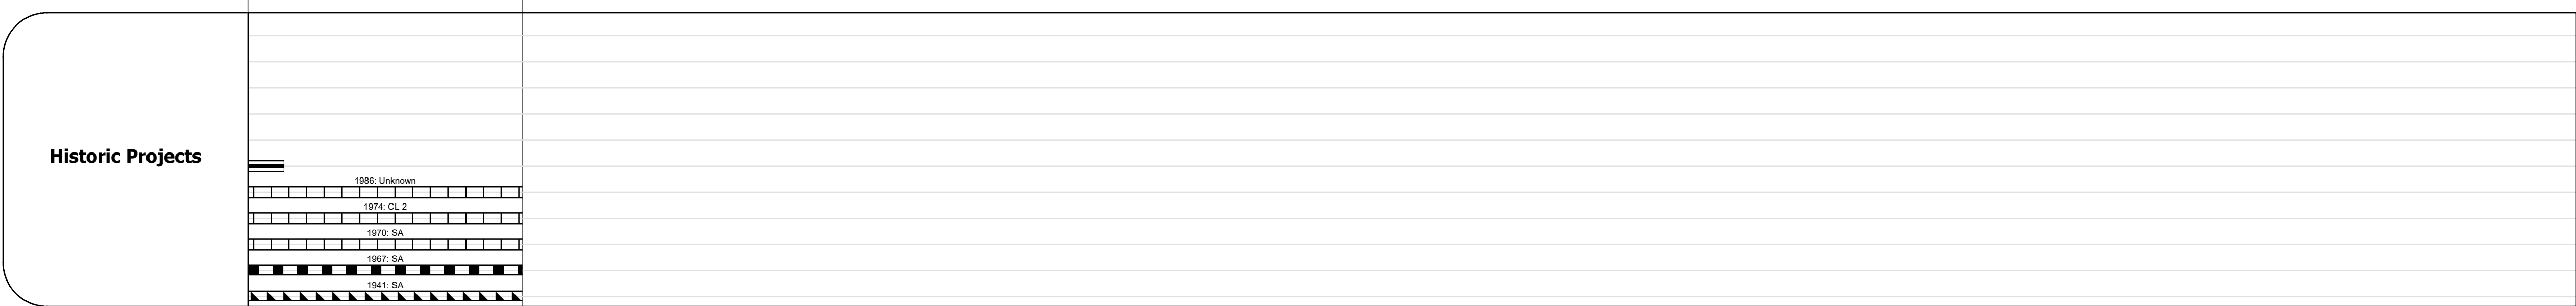 Historic Projects
1986: Unknown
1974: CL 2
1970: SA
1967: SA
1941: SA